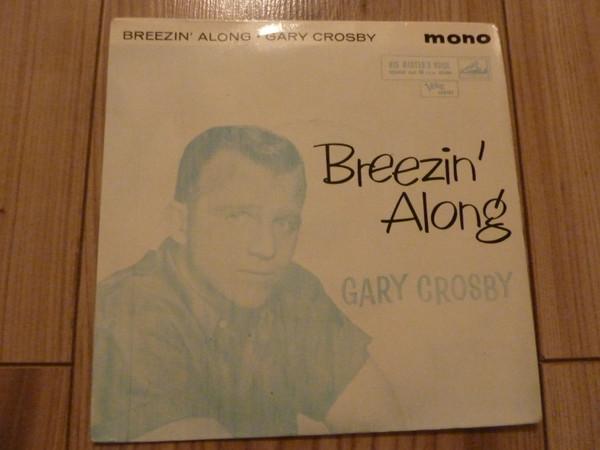 BREEZIN' ALONG • GARY CROSBY
mono
HIS MASTER'S VOICE
Verve
Breezin'
Along
GARY CROSBY